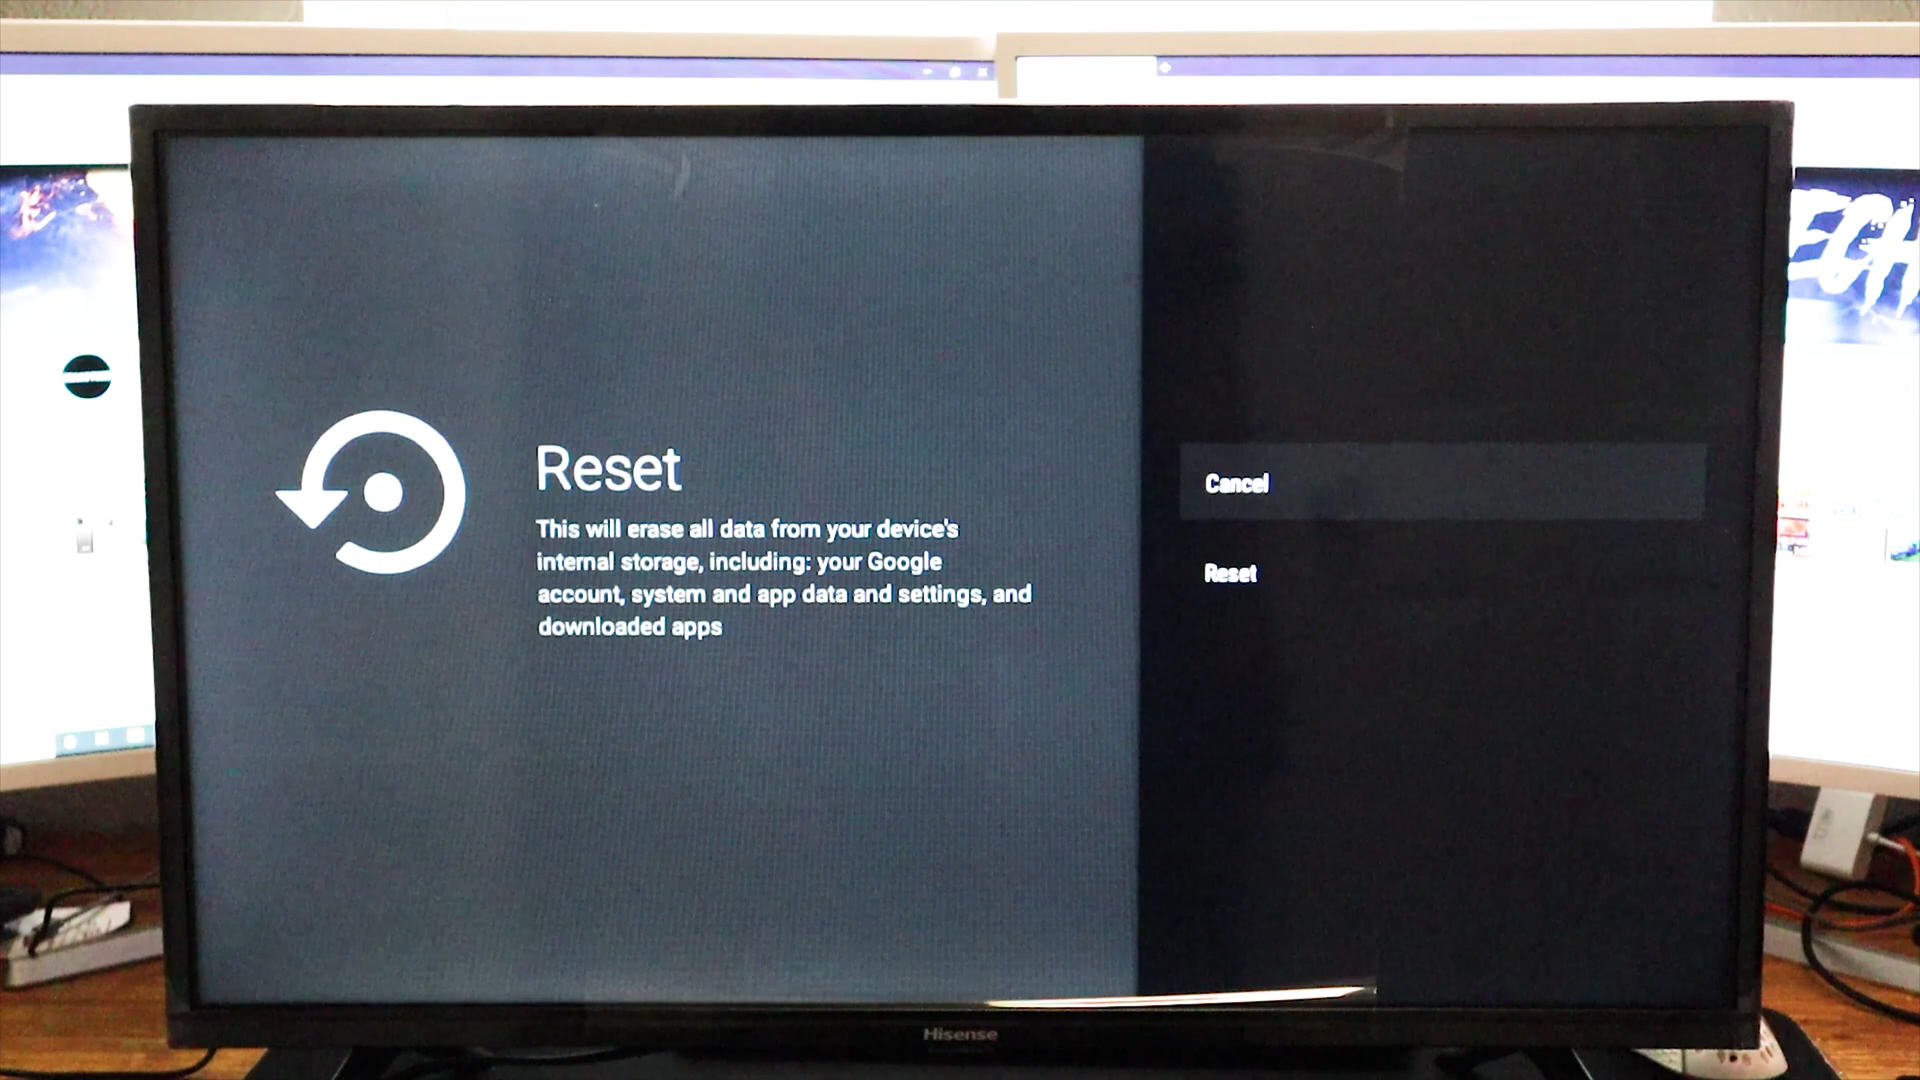 Reset
This will erase all data from your device's
internal storage, including: your Google
account, system and app data and settings, and
downloaded apps
Cancel
Reset
Hisense
ECH